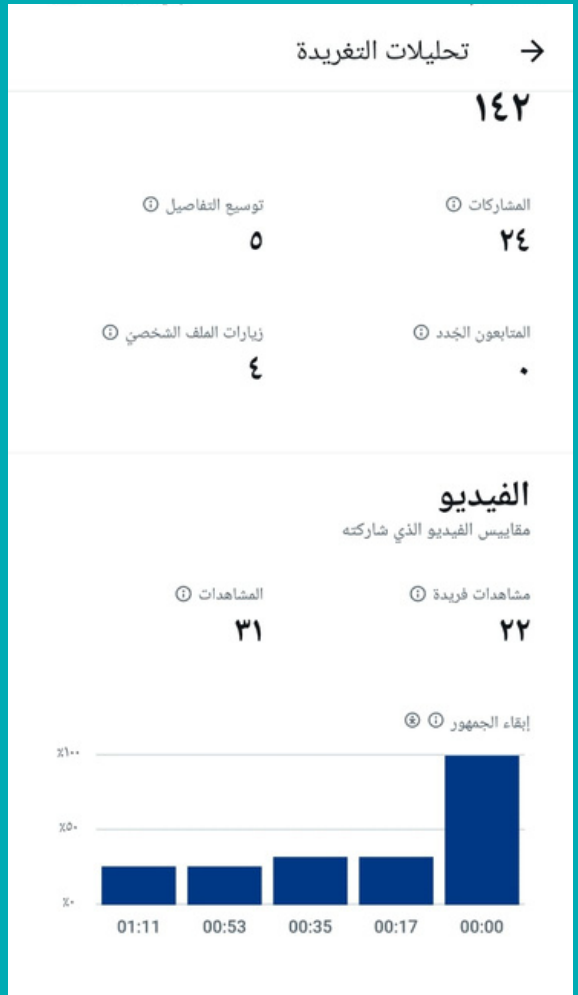 تحليلات التغريدة
١٤٢
المشاركات توسيع التفاصيل
٢٤ ٥
المتابعون الجُدد زيارات الملف الشخصيّ
٠ ٤
الفيديو
مقاييس الفيديو الذي شاركته
مشاهدات فريدة المشاهدات
٢٢ ٣١
إبقاء الجمهور
٪١٠٠
٪٥٠
٪٠
00:00 00:17 00:35 00:53 01:11